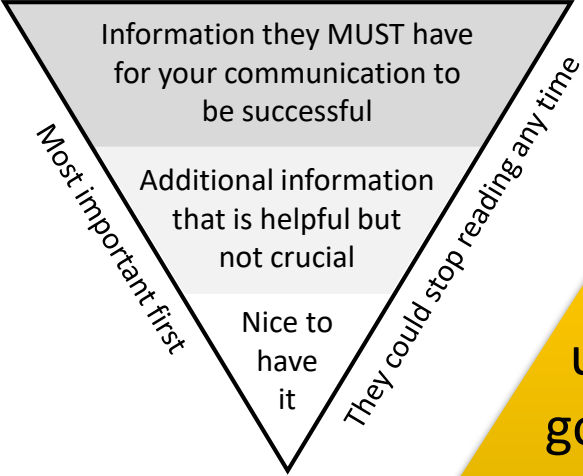 Information they MUST have
for your communication to
be successful
Additional information
that is helpful but
not crucial
Nice to
have
it
Most important first
They could stop reading any time